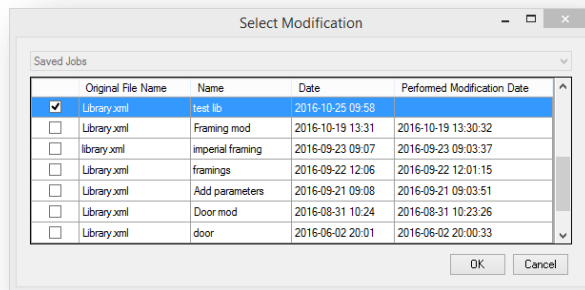 Select Modification
Saved Jobs
Original File Name Name Date Performed Modification Date
Library.xml test lib 2016-10-25 09:58
Library.xml Framing mod 2016-10-19 13:31 2016-10-19 13:30:32
library.xml imperial framing 2016-09-23 09:07 2016-09-23 09:03:37
Library.xml framings 2016-09-22 12:06 2016-09-22 12:01:15
Library.xml Add parameters 2016-09-21 09:08 2016-09-21 09:03:51
Library.xml Door mod 2016-08-31 10:24 2016-08-31 10:23:26
Library.xml door 2016-06-02 20:01 2016-06-02 20:00:33
OK Cancel